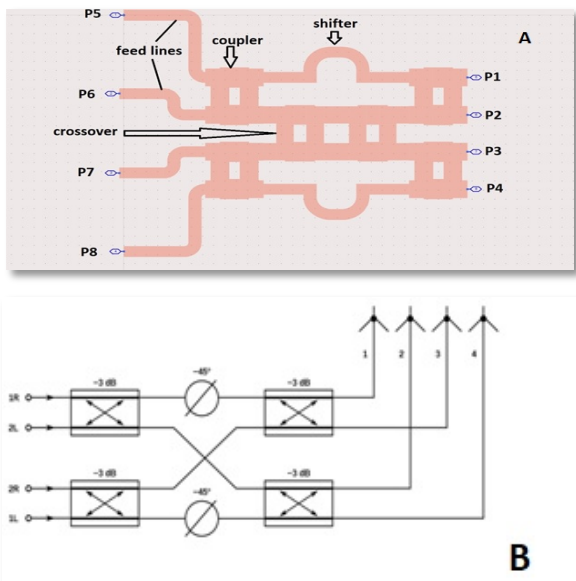 P5
shifter
A
feed lines
coupler
P1
P6
P2
crossover
P3
P7
P4
P8
1
2
3
4
-3 dB
-45°
-3 dB
1R
2L
-3 dB
-45°
-3 dB
2R
1L
B